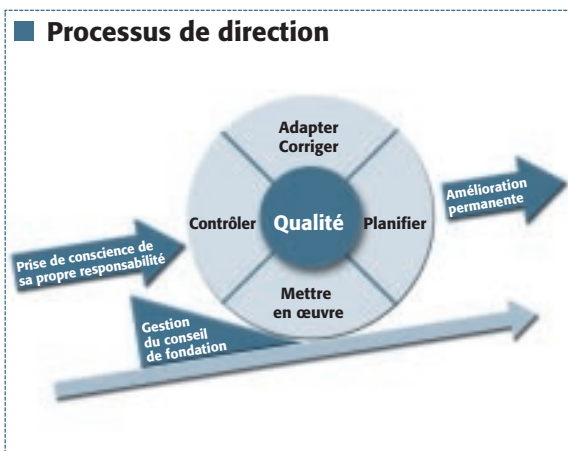 Processus de direction
Adapter
Corriger
Amélioration
permanente
Contrôler
Qualité
Planifier
Prise de conscience de
sa propre responsabilité
Mettre
en œuvre
Gestion
du conseil
de fondation